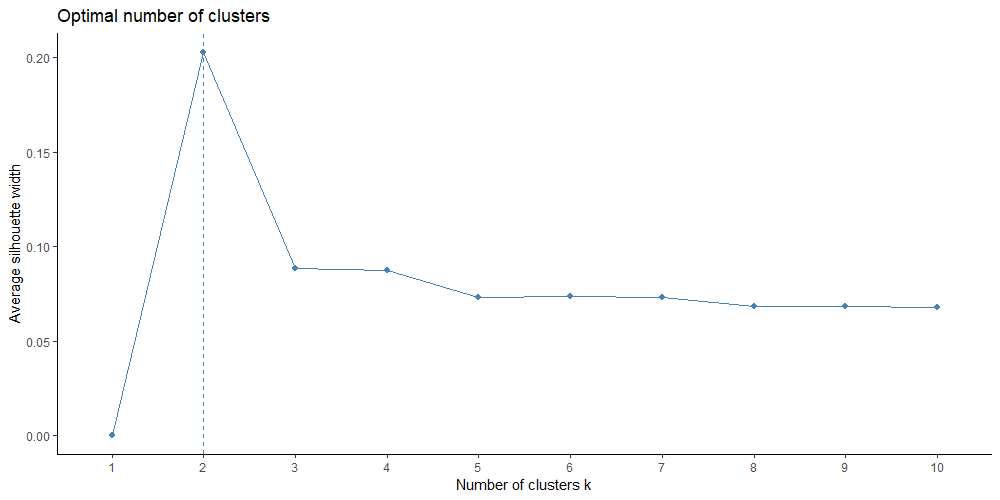 Optimal number of clusters
Average silhouette width
0.20
0.15
0.10
0.05
0.00
1 2 3 4 5 6 7 8 9 10
Number of clusters k